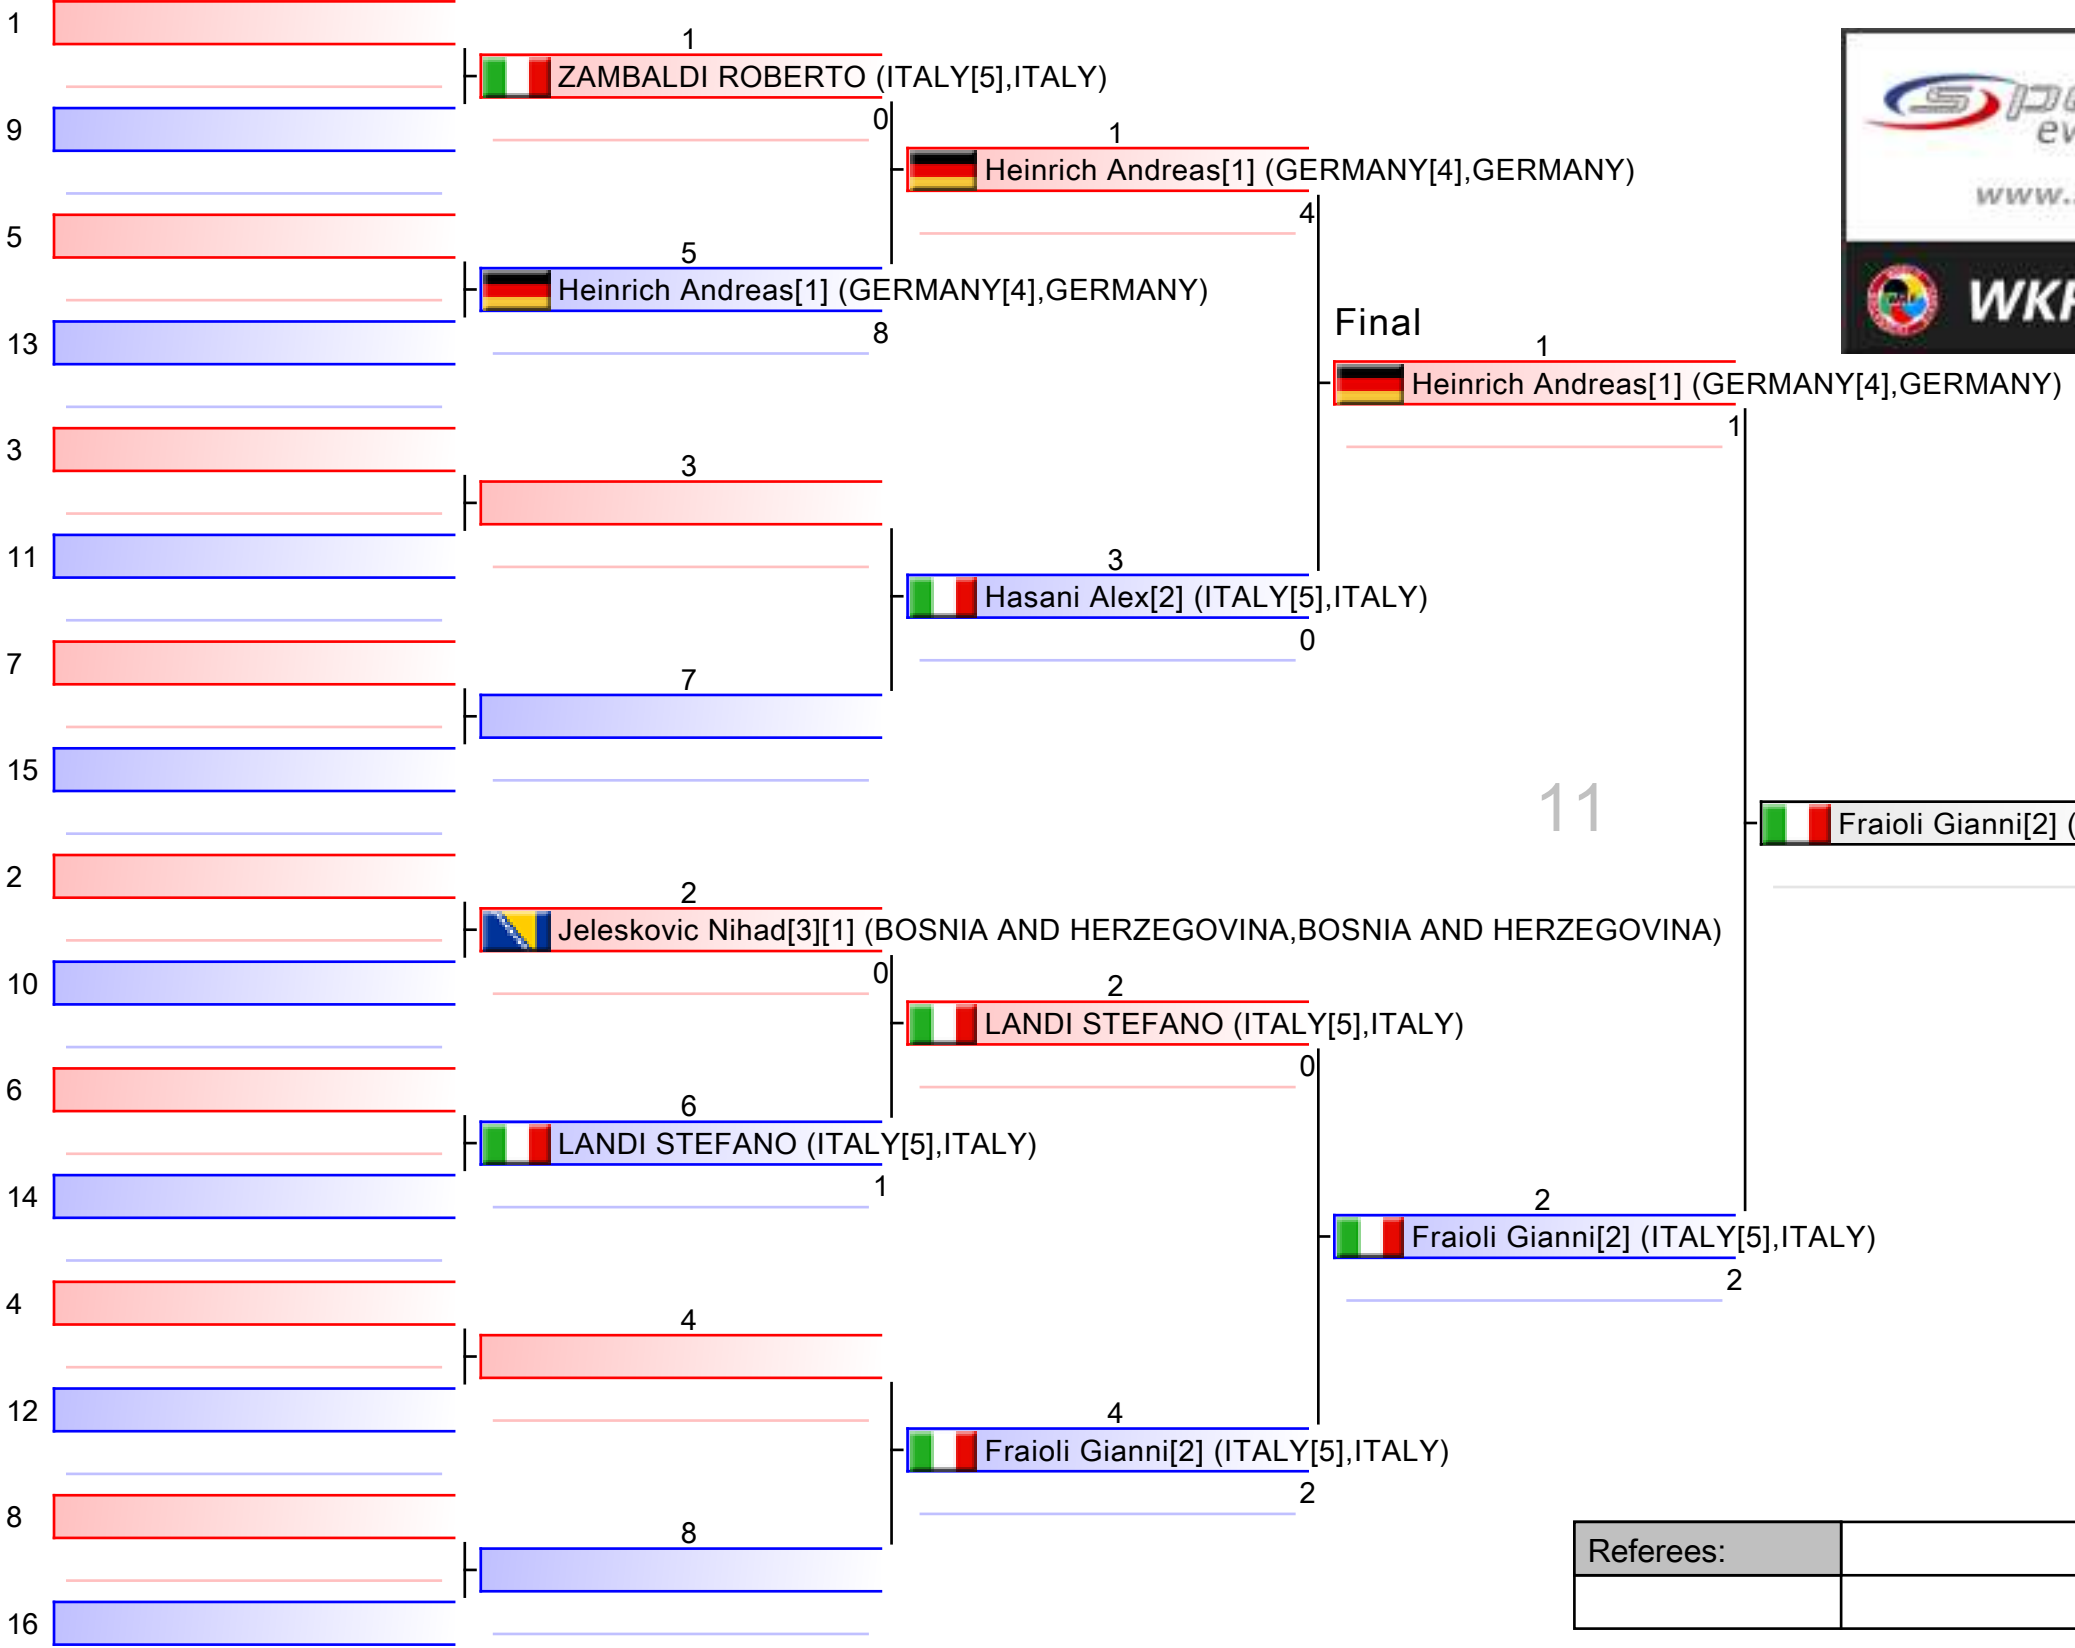 1
1
ZAMBALDI ROBERTO (ITALY[5],ITALY)
0
9
1
Heinrich Andreas[1] (GERMANY[4],GERMANY)
4
www.
5
5
Heinrich Andreas[1] (GERMANY[4],GERMANY)
8
WKF
Final
13
1
Heinrich Andreas[1] (GERMANY[4],GERMANY)
1
3
3
11
3
Hasani Alex[2] (ITALY[5],ITALY)
0
7
7
15
11
Fraioli Gianni[2] (
2
2
Jeleskovic Nihad[3][1] (BOSNIA AND HERZEGOVINA,BOSNIA AND HERZEGOVINA)
0
10
2
LANDI STEFANO (ITALY[5],ITALY)
0
6
6
LANDI STEFANO (ITALY[5],ITALY)
1
14
2
Fraioli Gianni[2] (ITALY[5],ITALY)
2
4
4
12
4
Fraioli Gianni[2] (ITALY[5],ITALY)
2
8
8
Referees:
16